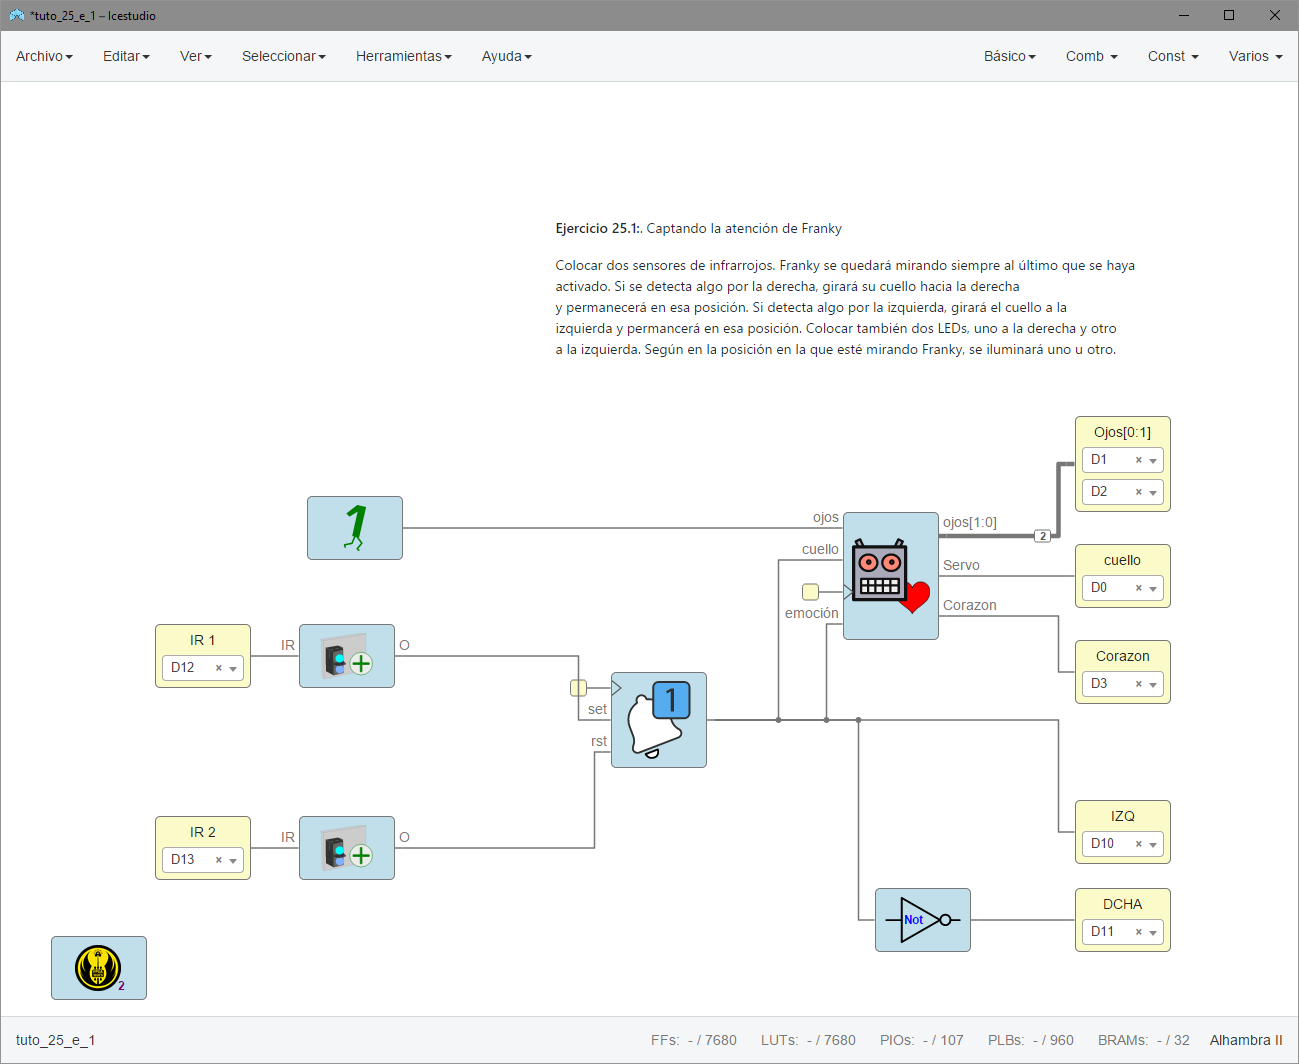 *tuto_25_e_1 – Icestudio
Archivo Editar Ver Seleccionar Herramientas Ayuda Básico Comb Const Varios
Ejercicio 25.1:. Captando la atención de Franky
Colocar dos sensores de infrarrojos. Franky se quedará mirando siempre al último que se haya
activado. Si se detecta algo por la derecha, girará su cuello hacia la derecha
y permanecerá en esa posición. Si detecta algo por la izquierda, girará el cuello a la
izquierda y permancerá en esa posición. Colocar también dos LEDs, uno a la derecha y otro
a la izquierda. Según en la posición en la que esté mirando Franky, se iluminará uno u otro.
Ojos[0:1]
D1 ×
D2 ×
1
ojos
ojos[1:0]
2
cuello
Servo
cuello
D0 ×
emoción
Corazon
Corazon
D3 ×
IR 1
D12 ×
IR
O
set
rst
1
IR 2
D13 ×
IR
O
IZQ
D10 ×
Not
DCHA
D11 ×
2
tuto_25_e_1 FFs: - / 7680 LUTs: - / 7680 PIOs: - / 107 PLBs: - / 960 BRAMs: - / 32 Alhambra II